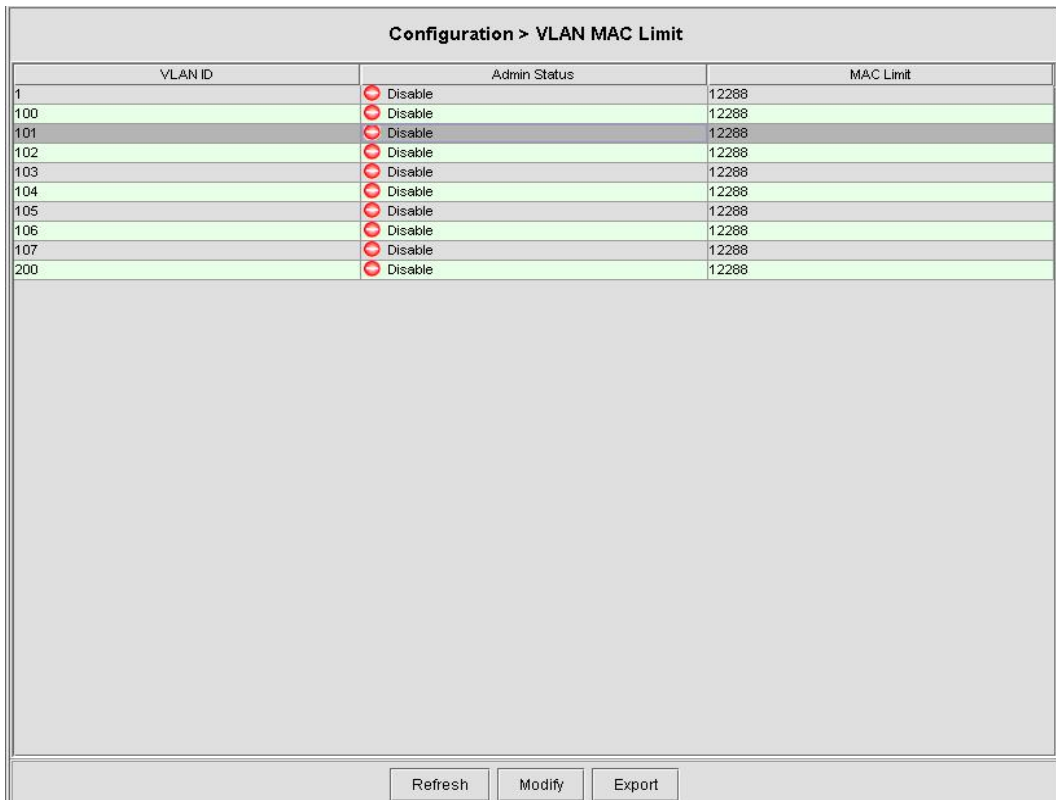 Configuration > VLAN MAC Limit
VLAN ID Admin Status MAC Limit
1 Disable 12288
100 Disable 12288
101 Disable 12288
102 Disable 12288
103 Disable 12288
104 Disable 12288
105 Disable 12288
106 Disable 12288
107 Disable 12288
200 Disable 12288
Refresh Modify Export